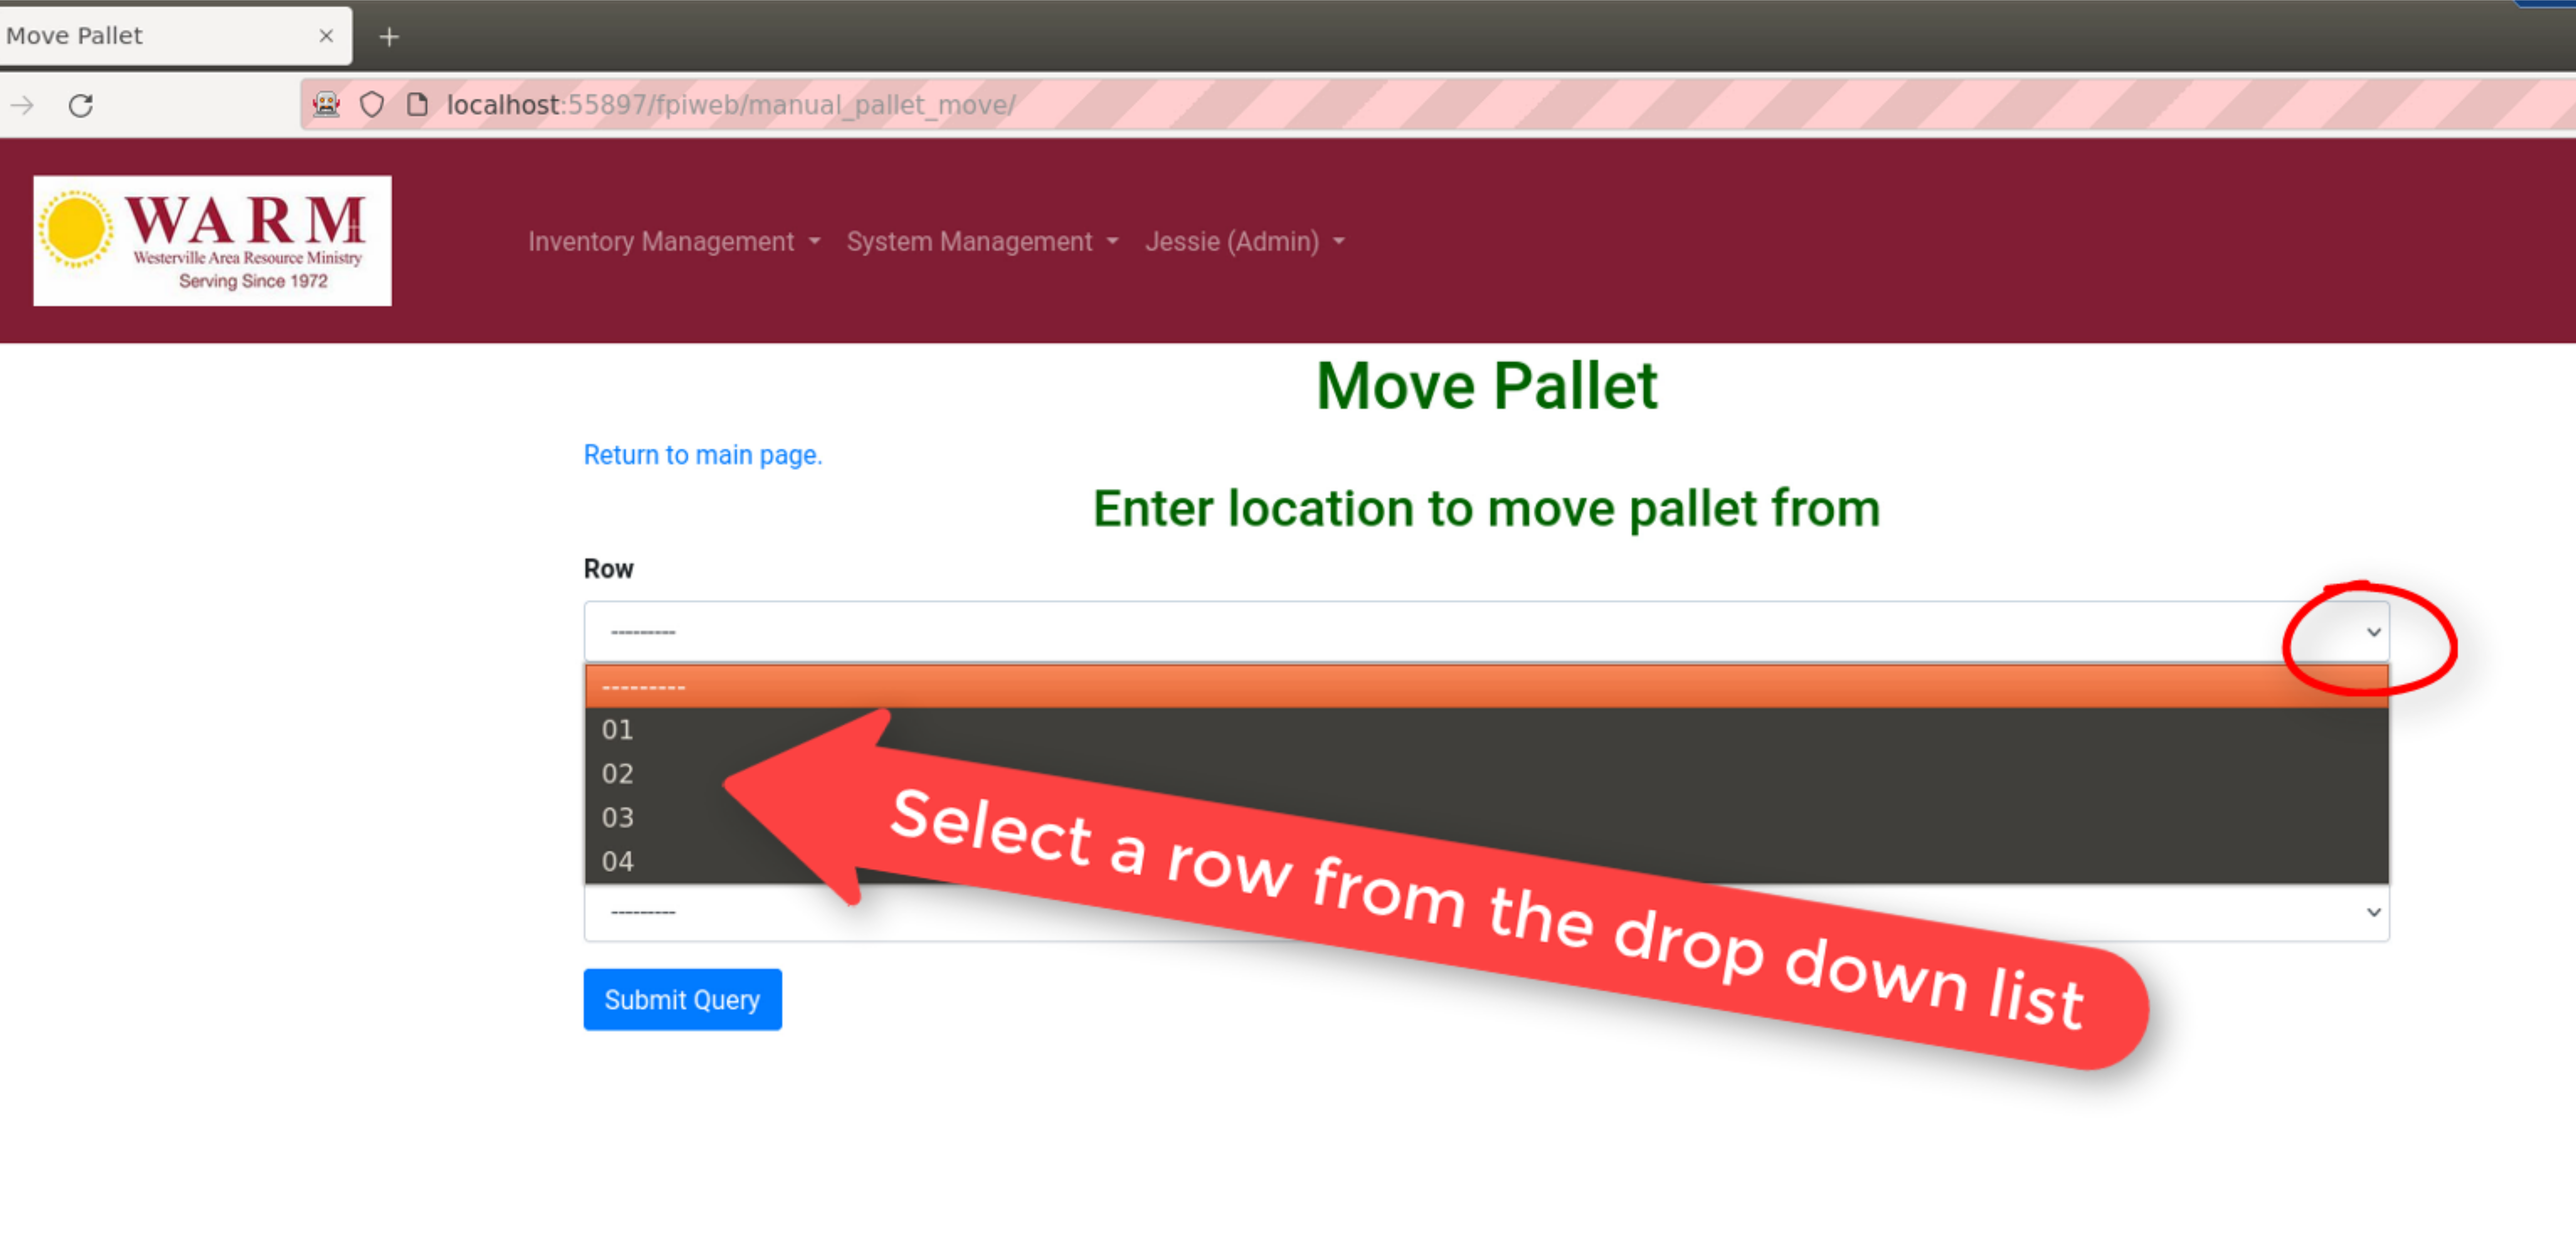 Move Pallet
localhost:55897/fpiweb/manual_pallet_move/
WARM
Westerville Area Resource Ministry
Serving Since 1972
Inventory Management
System Management
Jessie (Admin)
Move Pallet
Return to main page.
Enter location to move pallet from
Row
---------
---------
01
02
03
04
Select a row from the drop down list
---------
Submit Query